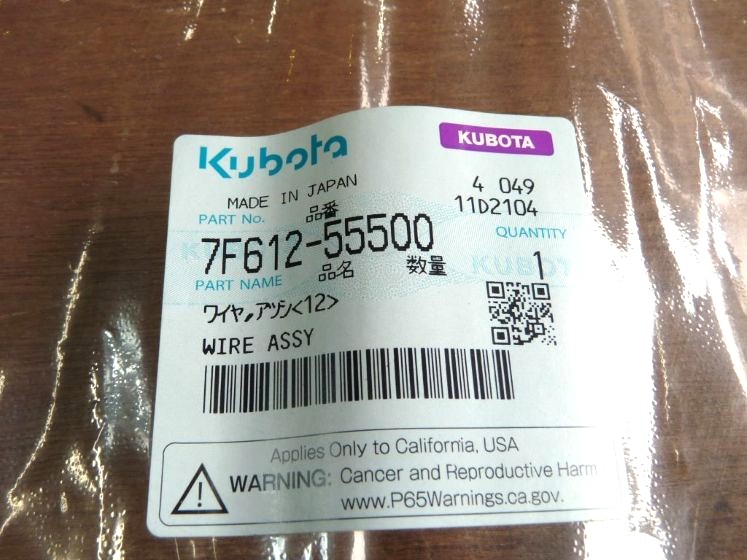 Kubota
KUBOTA
MADE IN JAPAN
4 049
PART No. 品番
11D2104
7F612-55500
QUANTITY
PART NAME 品名 数量 1
ワイヤ,アツシ<12>
WIRE ASSY
Applies Only to California, USA
WARNING: Cancer and Reproductive Harm
www.P65Warnings.ca.gov.